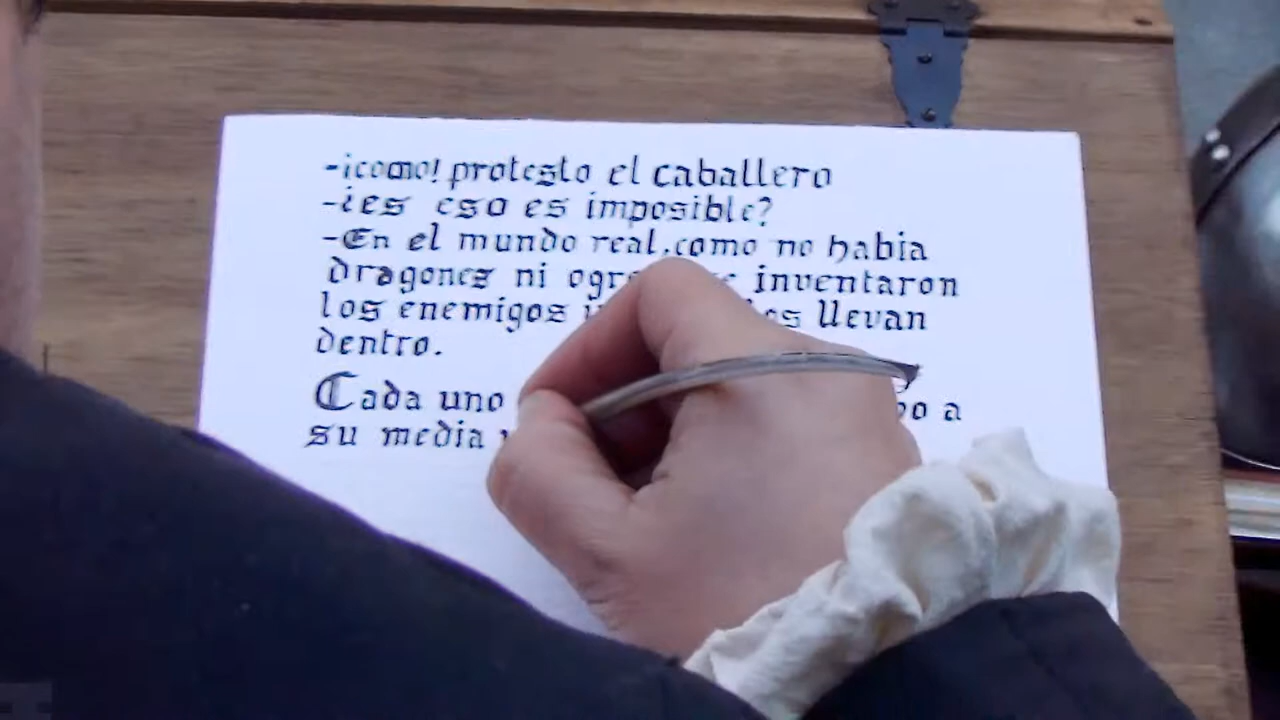 -¡como! protesto el caballero
-¿es eso es imposible?
-En el mundo real, como no habia
dragones ni inventaron
los enemigos llevan
dentro.
Cada uno a
su media